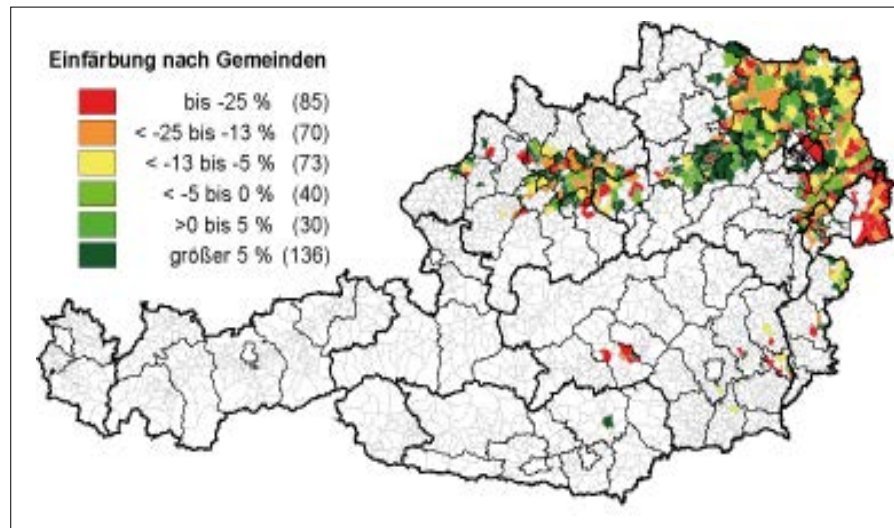 Einfärbung nach Gemeinden
bis -25 % (85)
< -25 bis -13 % (70)
< -13 bis -5 % (73)
< -5 bis 0 % (40)
>0 bis 5 % (30)
größer 5 % (136)